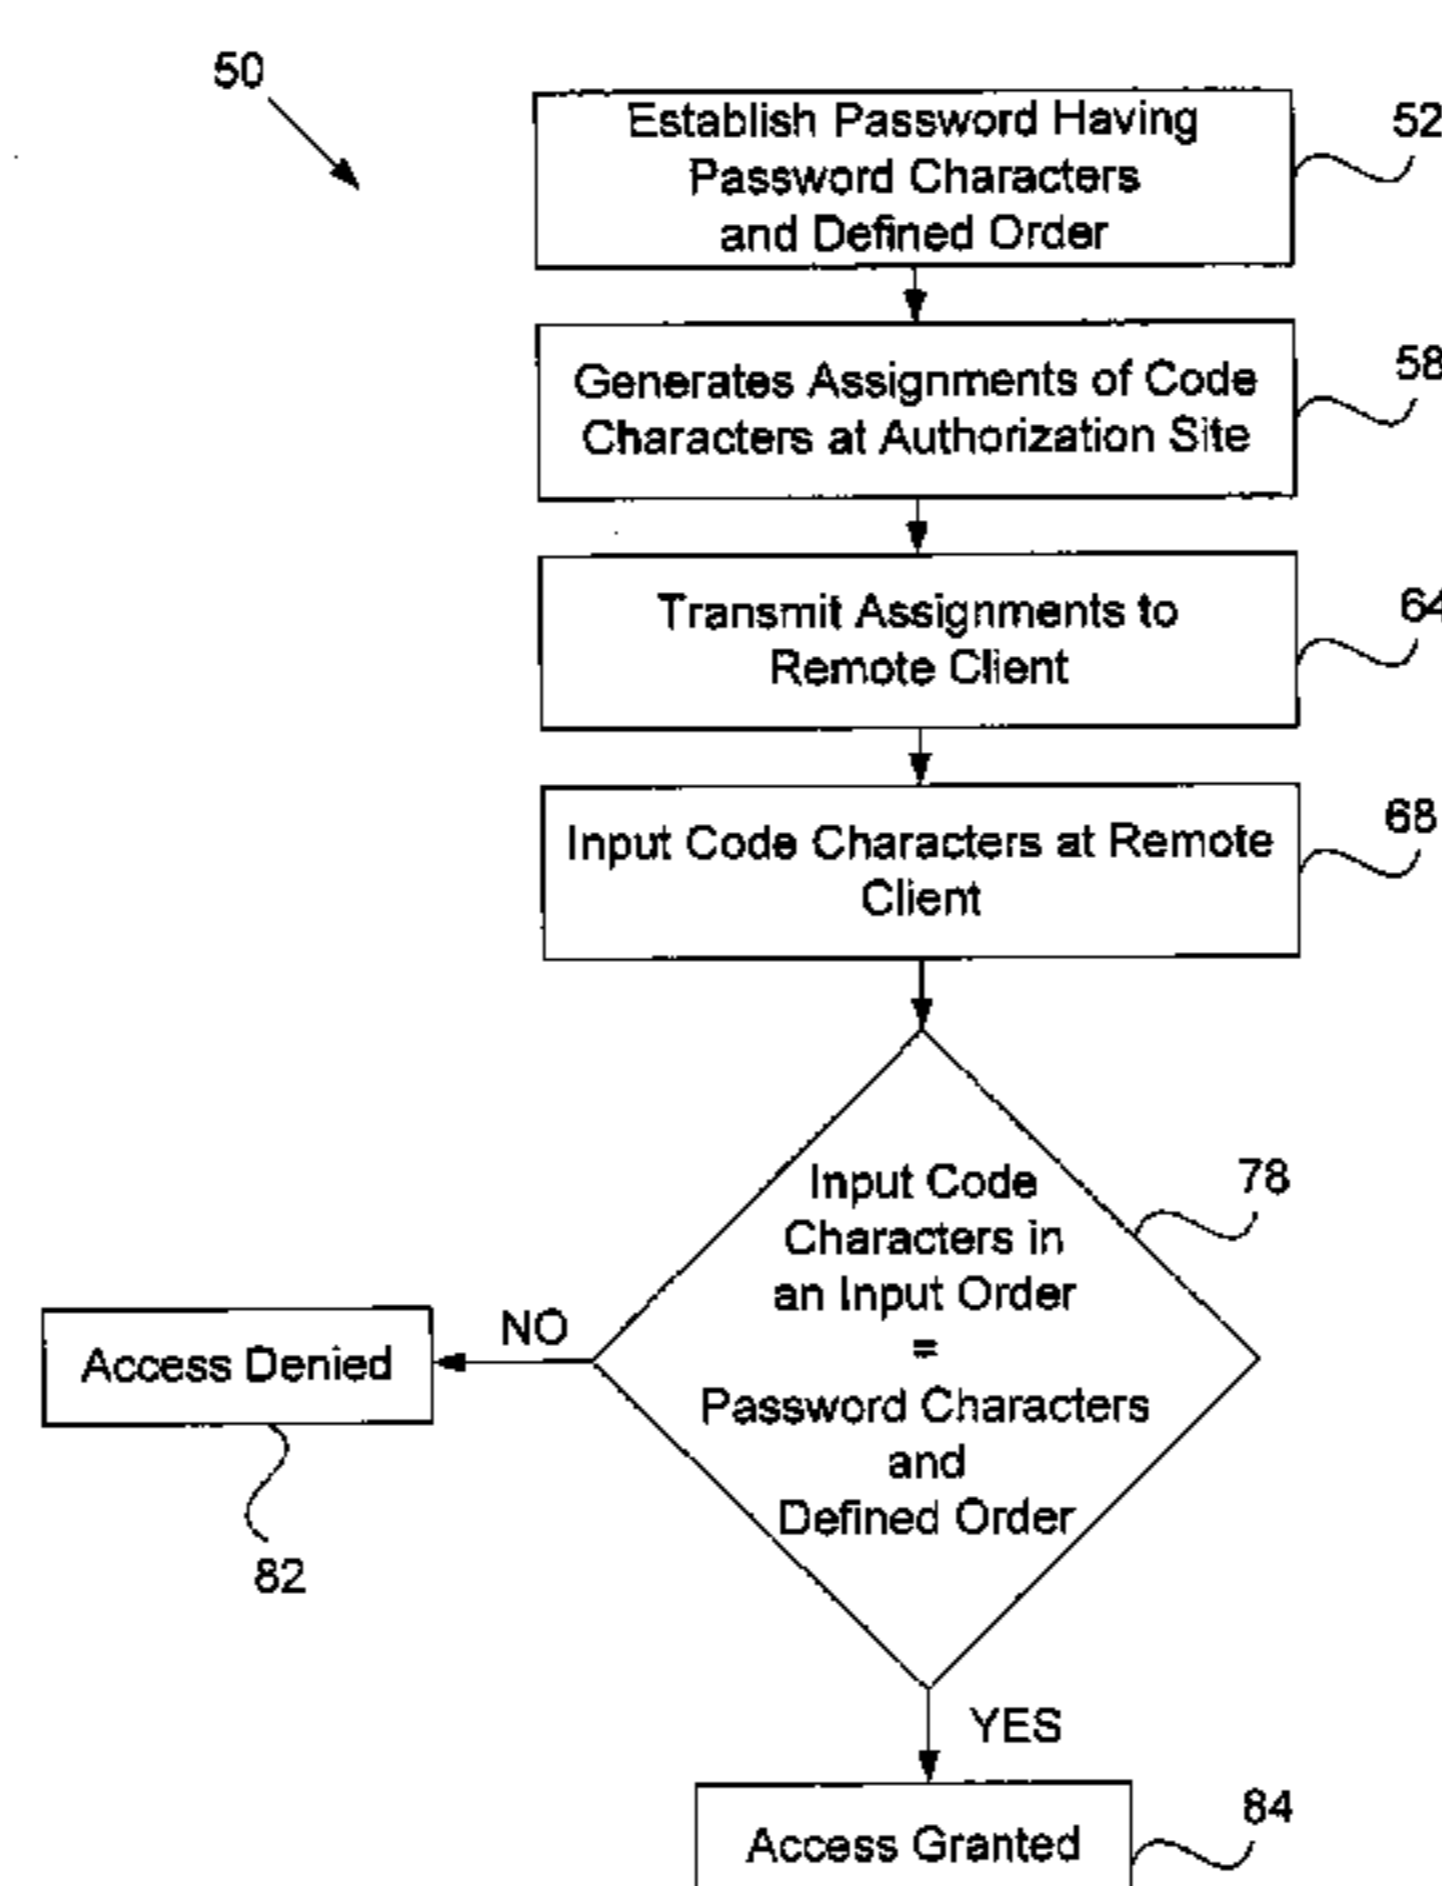 50
Establish Password Having
Password Characters
and Defined Order
52
Generates Assignments of Code
Characters at Authorization Site
58
Transmit Assignments to
Remote Client
64
Input Code Characters at Remote
Client
68
Input Code
Characters in
an Input Order
=
Password Characters
and
Defined Order
78
NO
Access Denied
82
YES
Access Granted
84